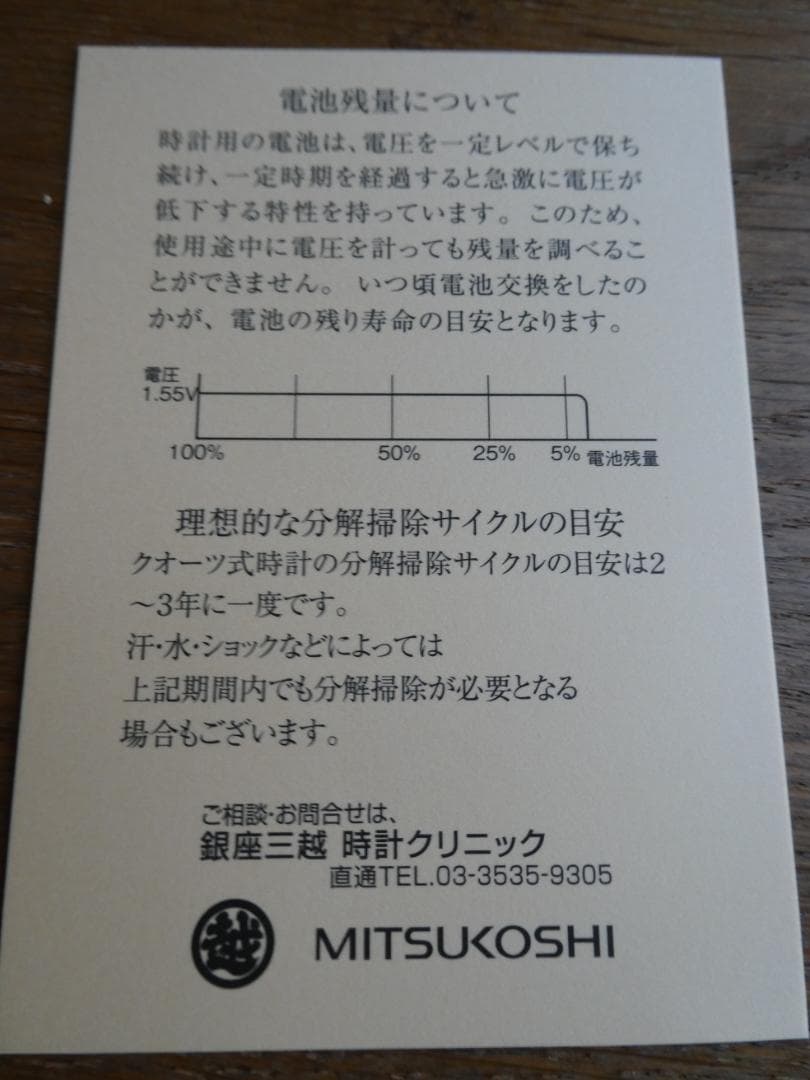 電池残量について
時計用の電池は、電圧を一定レベルで保ち
続け、一定時期を経過すると急激に電圧が
低下する特性を持っています。このため、
使用途中に電圧を計っても残量を調べるこ
とができません。 いつ頃電池交換をしたの
かが、電池の残り寿命の目安となります。
電圧
1.55V
100% 50% 25% 5% 電池残量
理想的な分解掃除サイクルの目安
クオーツ式時計の分解掃除サイクルの目安は2
～3年に一度です。
汗・水・ショックなどによっては
上記期間内でも分解掃除が必要となる
場合もございます。
ご相談・お問合せは、
銀座三越 時計クリニック
直通TEL.03-3535-9305
越 MITSUKOSHI